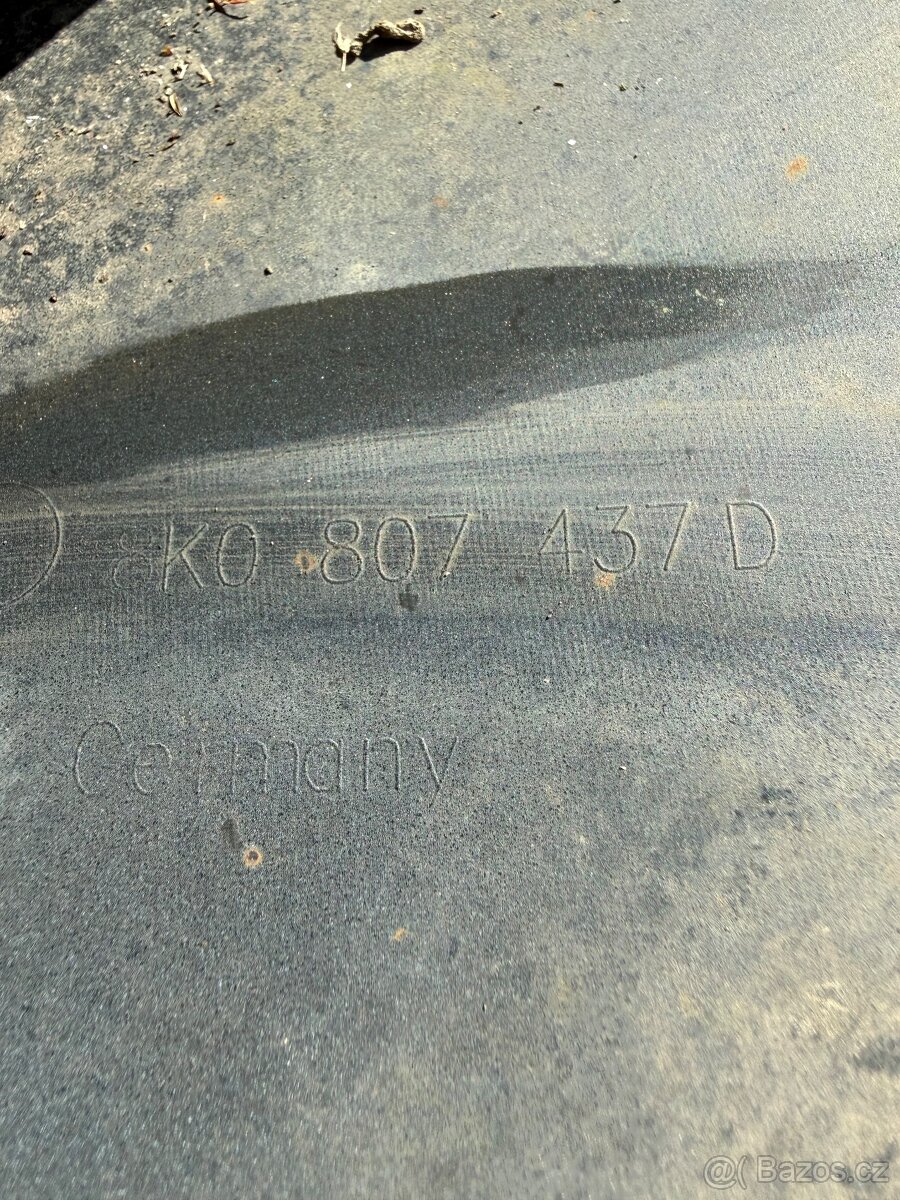 8K0 807 437 D
Germany
@( Bazos.cz